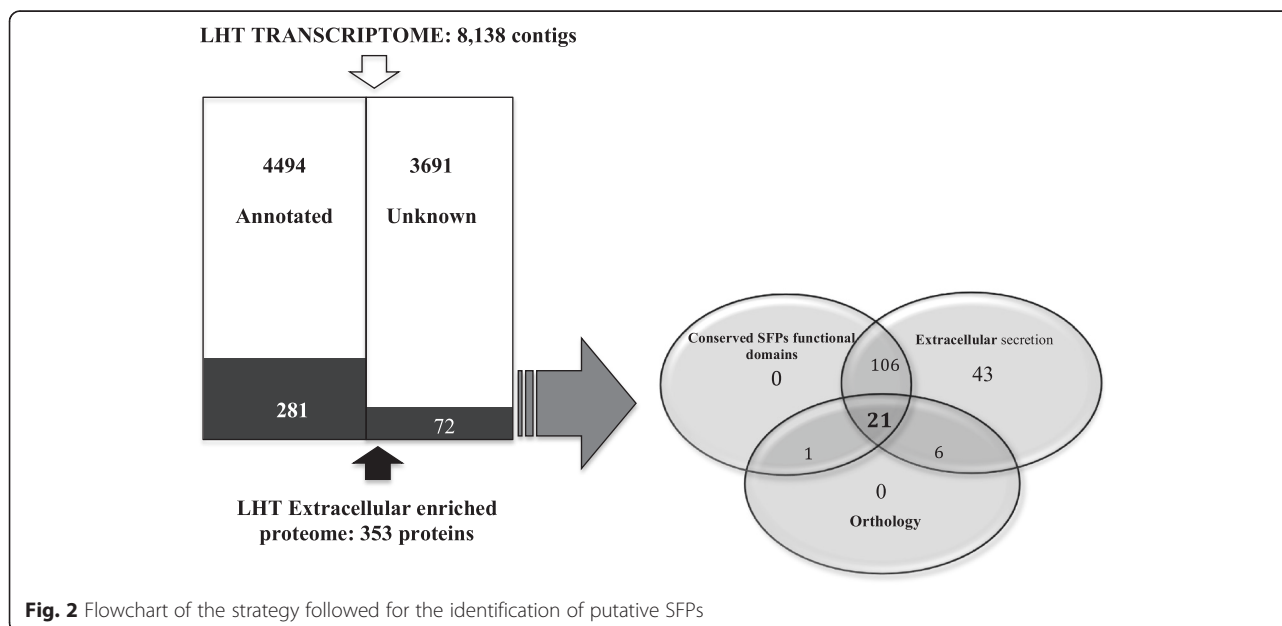 LHT TRANSCRIPTOME: 8,138 contigs
4494
Annotated
3691
Unknown
281
72
LHT Extracellular enriched
proteome: 353 proteins
Conserved SFPs functional
domains
0
106
Extracellular secretion
43
21
1
6
0
Orthology
Fig. 2 Flowchart of the strategy followed for the identification of putative SFPs